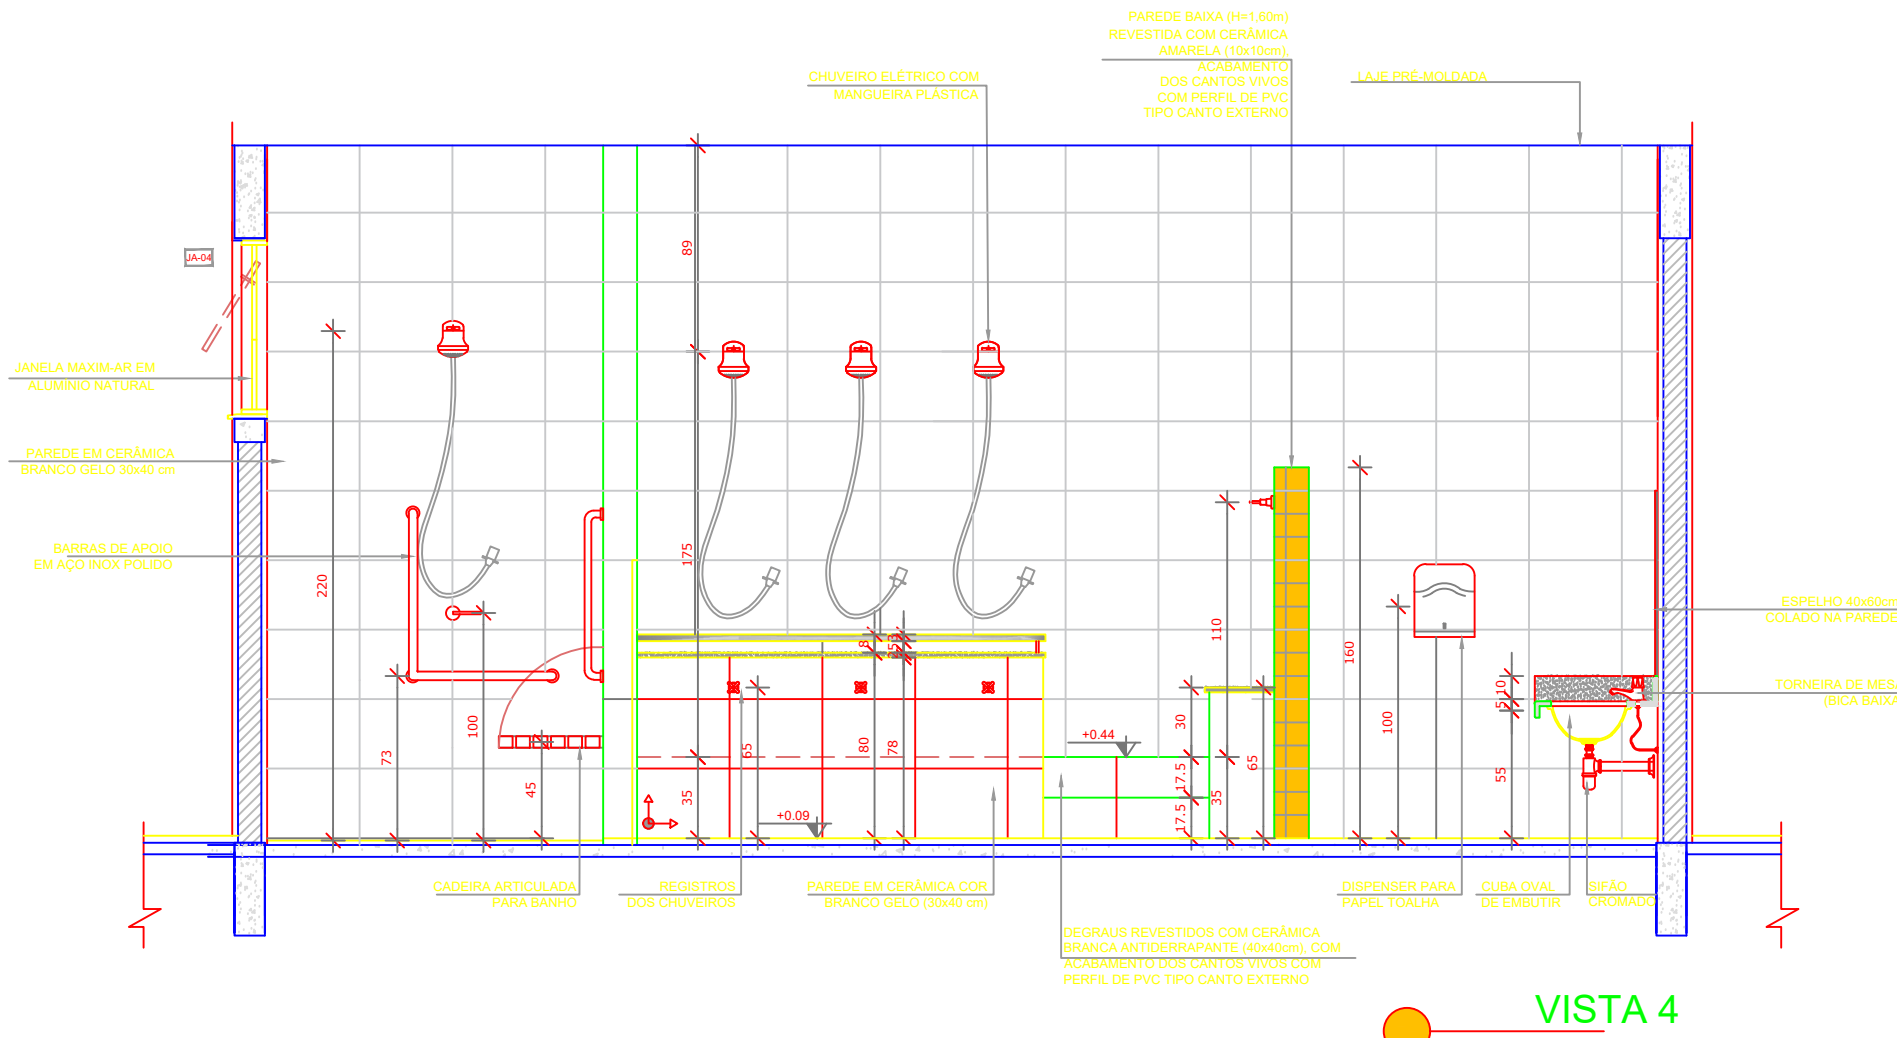 PAREDE BAIXA (H=1,60m)
REVESTIDA COM CERÂMICA
AMARELA (10x10cm),
ACABAMENTO
DOS CANTOS VIVOS
COM PERFIL DE PVC
TIPO CANTO EXTERNO
CHUVEIRO ELÉTRICO COM
MANGUEIRA PLÁSTICA
LAJE PRÉ-MOLDADA
JA-04
JANELA MAXIM-AR EM
ALUMÍNIO NATURAL
PAREDE EM CERÂMICA
BRANCO GELO 30x40 cm
BARRAS DE APOIO
EM AÇO INOX POLIDO
89
220
175
110
160
100
100
73
45
35
65
80
78
8
30
17.5
17.5
35
65
10
5
55
+0.44
+0.09
ESPELHO 40x60cm
COLADO NA PAREDE
TORNEIRA DE MESA
(BICA BAIXA
CADEIRA ARTICULADA
PARA BANHO
REGISTROS
DOS CHUVEIROS
PAREDE EM CERÂMICA COR
BRANCO GELO (30x40 cm)
DISPENSER PARA
PAPEL TOALHA
CUBA OVAL
DE EMBUTIR
SIFÃO
CROMADO
DEGRAUS REVESTIDOS COM CERÂMICA
BRANCA ANTIDERRAPANTE (40x40cm), COM
ACABAMENTO DOS CANTOS VIVOS COM
PERFIL DE PVC TIPO CANTO EXTERNO
VISTA 4